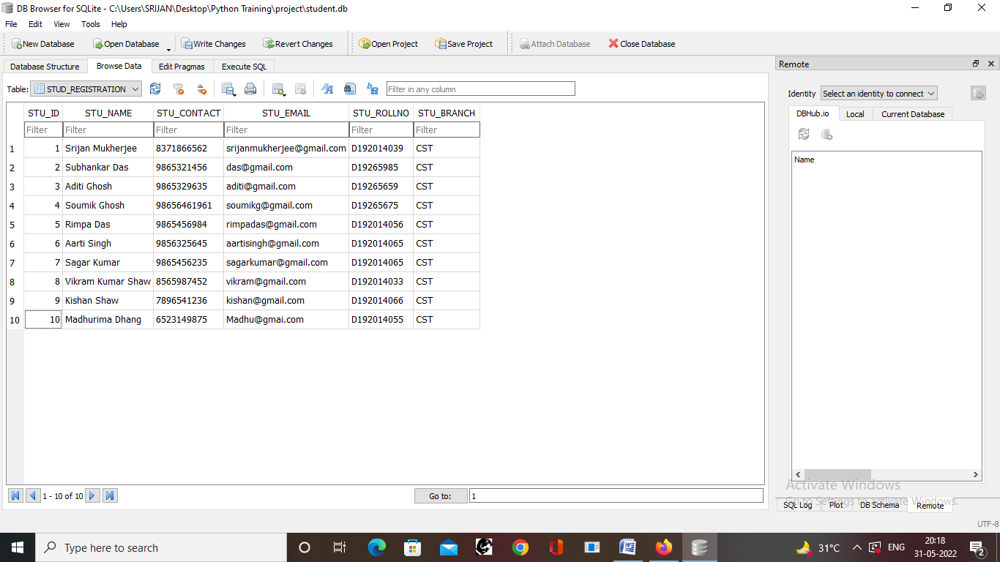 DB Browser for SQLite - C:\Users\SRIJAN\Desktop\Python Training\project\student.db
File Edit View Tools Help
New Database Open Database Write Changes Revert Changes Open Project Save Project Attach Database Close Database
Database Structure Browse Data Edit Pragmas Execute SQL
Table: STUD_REGISTRATION Filter in any column
STU_ID STU_NAME STU_CONTACT STU_EMAIL STU_ROLLNO STU_BRANCH
Filter Filter Filter Filter Filter Filter
1 1 Srijan Mukherjee 8371866562 srijanmukherjee@gmail.com D192014039 CST
2 2 Subhankar Das 9865321456 das@gmail.com D19265985 CST
3 3 Aditi Ghosh 9865329635 aditi@gmail.com D19265659 CST
4 4 Soumik Ghosh 98656461961 soumikg@gmail.com D19265675 CST
5 5 Rimpa Das 9865456984 rimpadas@gmail.com D192014056 CST
6 6 Aarti Singh 9856325645 aartisingh@gmail.com D192014065 CST
7 7 Sagar Kumar 9865456235 sagarkumar@gmail.com D192014065 CST
8 8 Vikram Kumar Shaw 8565987452 vikram@gmail.com D192014033 CST
9 9 Kishan Shaw 7896541236 kishan@gmail.com D192014066 CST
10 10 Madhurima Dhang 6523149875 Madhu@gmai.com D192014055 CST
1 - 10 of 10 Go to: 1
Remote
Identity Select an identity to connect
DBHub.io Local Current Database
Name
Activate Windows
Go to Settings to activate Windows.
SQL Log Plot DB Schema Remote
UTF-8
Type here to search
31°C ENG 20:18
31-05-2022 2